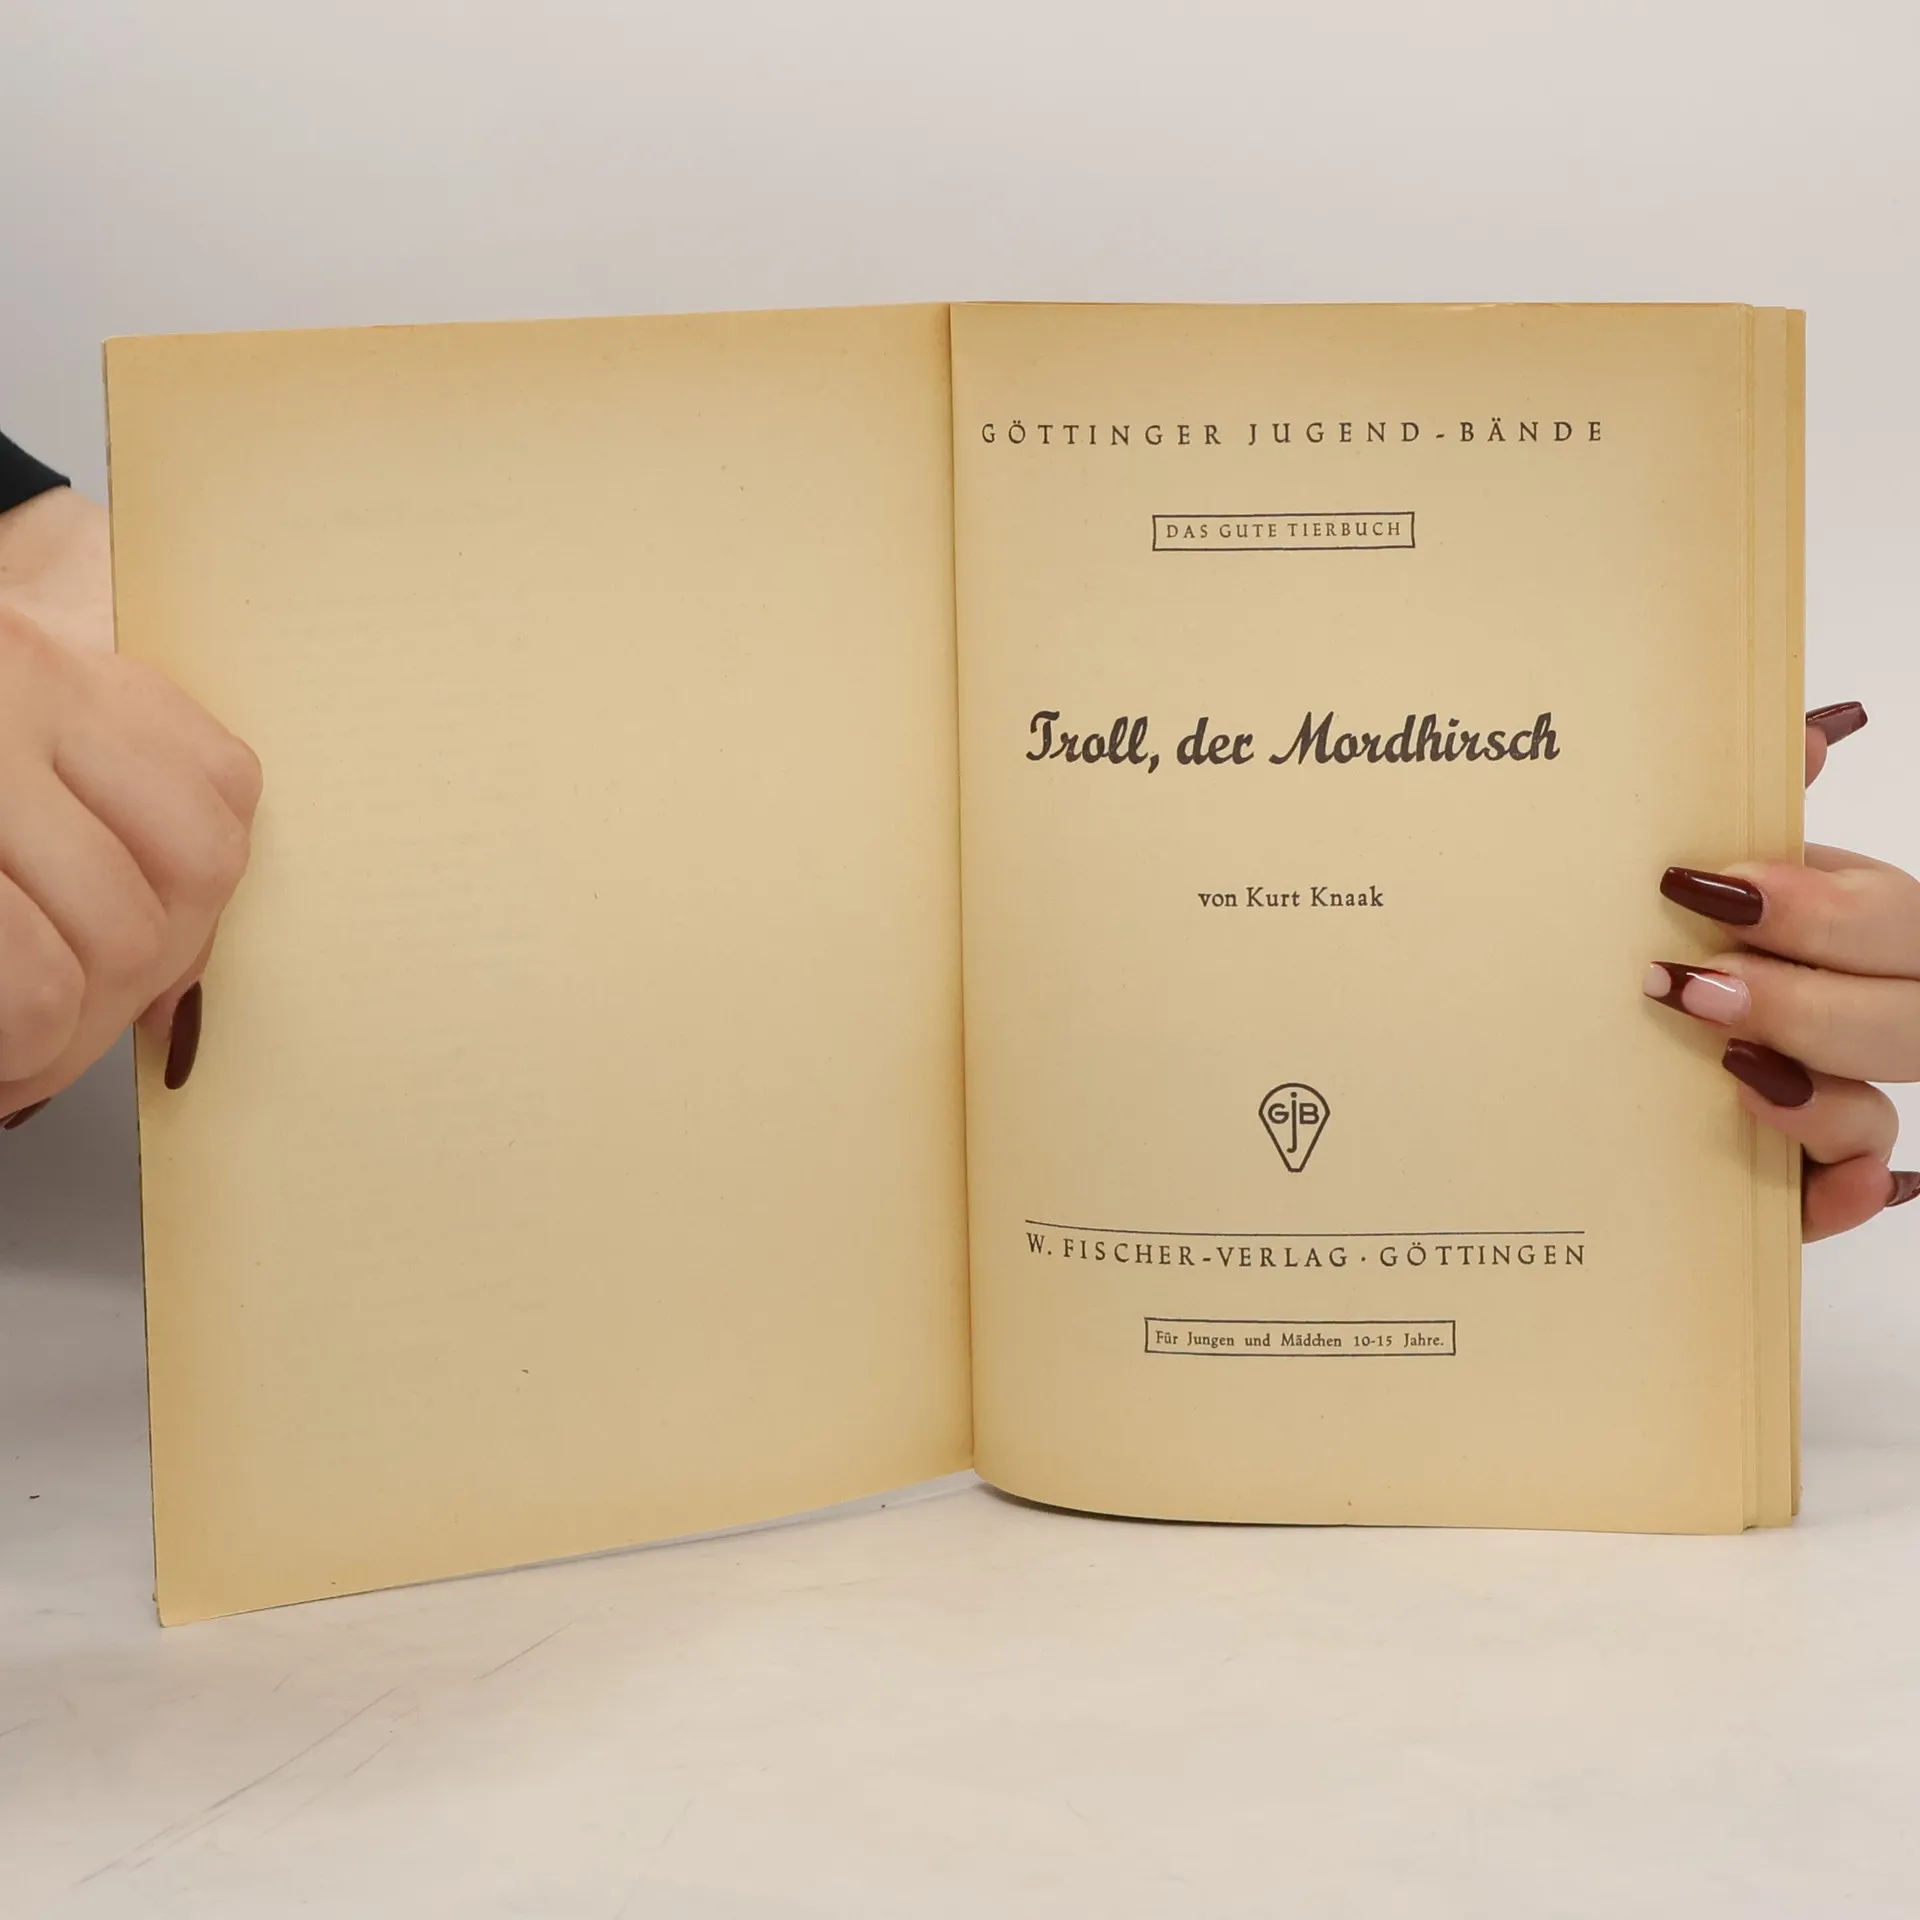 GÖTTINGER JUGEND-BÄNDE
DAS GUTE TIERBUCH
Troll, der Mordhirsch
von Kurt Knaak
GjB
W. FISCHER-VERLAG · GÖTTINGEN
Für Jungen und Mädchen 10-15 Jahre.